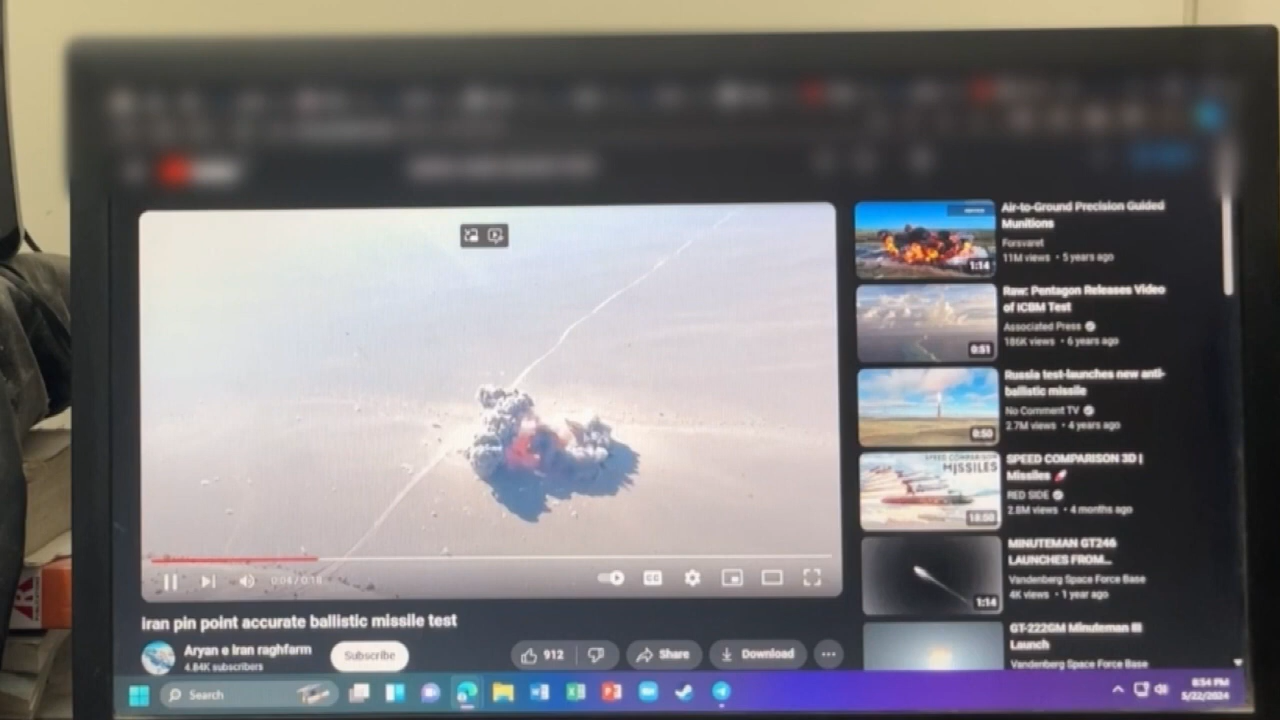 0:04 / 0:18
iran pin point accurate ballistic missile test
Aryan e Iran raghfarm
4.84K subscribers
Subscribe
912
Share
Download
Air-to-Ground Precision Guided
Munitions
Forsvaret
11M views • 5 years ago
1:14
Raw: Pentagon Releases Video
of ICBM Test
Associated Press
186K views • 6 years ago
0:51
Russia test-launches new anti-
ballistic missile
No Comment TV
2.7M views • 4 years ago
0:50
SPEED COMPARISON 3D |
Missiles 🚀
RED SIDE
2.8M views • 4 months ago
SPEED COMPARISON
MISSILES
18:50
MINUTEMAN GT246
LAUNCHES FROM...
Vandenberg Space Force Base
4K views • 1 year ago
1:14
GT-222GM Minuteman III
Launch
Vandenberg Space Force Base
Search
8:54 PM
5/22/2024